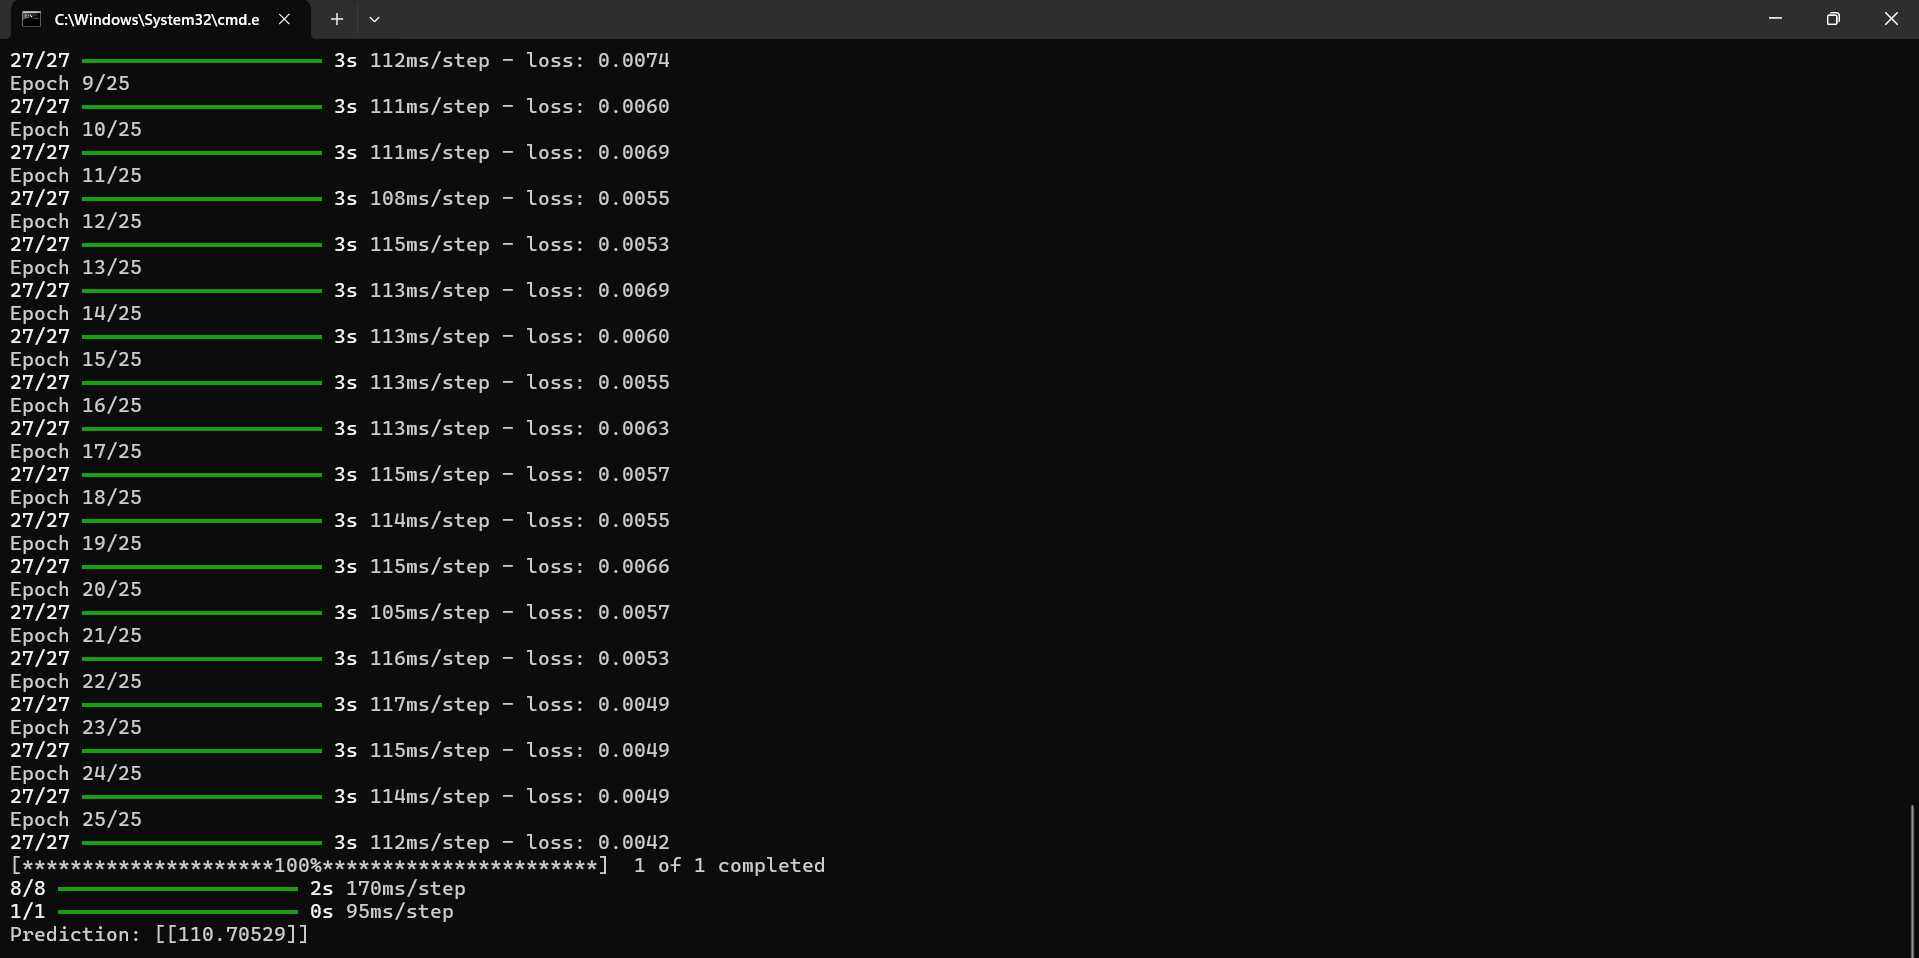 C:\Windows\System32\cmd.e
27/27 3s 112ms/step - loss: 0.0074
Epoch 9/25
27/27 3s 111ms/step - loss: 0.0060
Epoch 10/25
27/27 3s 111ms/step - loss: 0.0069
Epoch 11/25
27/27 3s 108ms/step - loss: 0.0055
Epoch 12/25
27/27 3s 115ms/step - loss: 0.0053
Epoch 13/25
27/27 3s 113ms/step - loss: 0.0069
Epoch 14/25
27/27 3s 113ms/step - loss: 0.0060
Epoch 15/25
27/27 3s 113ms/step - loss: 0.0055
Epoch 16/25
27/27 3s 113ms/step - loss: 0.0063
Epoch 17/25
27/27 3s 115ms/step - loss: 0.0057
Epoch 18/25
27/27 3s 114ms/step - loss: 0.0055
Epoch 19/25
27/27 3s 115ms/step - loss: 0.0066
Epoch 20/25
27/27 3s 105ms/step - loss: 0.0057
Epoch 21/25
27/27 3s 116ms/step - loss: 0.0053
Epoch 22/25
27/27 3s 117ms/step - loss: 0.0049
Epoch 23/25
27/27 3s 115ms/step - loss: 0.0049
Epoch 24/25
27/27 3s 114ms/step - loss: 0.0049
Epoch 25/25
27/27 3s 112ms/step - loss: 0.0042
[*********************100%***********************]  1 of 1 completed
8/8 2s 170ms/step
1/1 0s 95ms/step
Prediction: [[110.70529]]